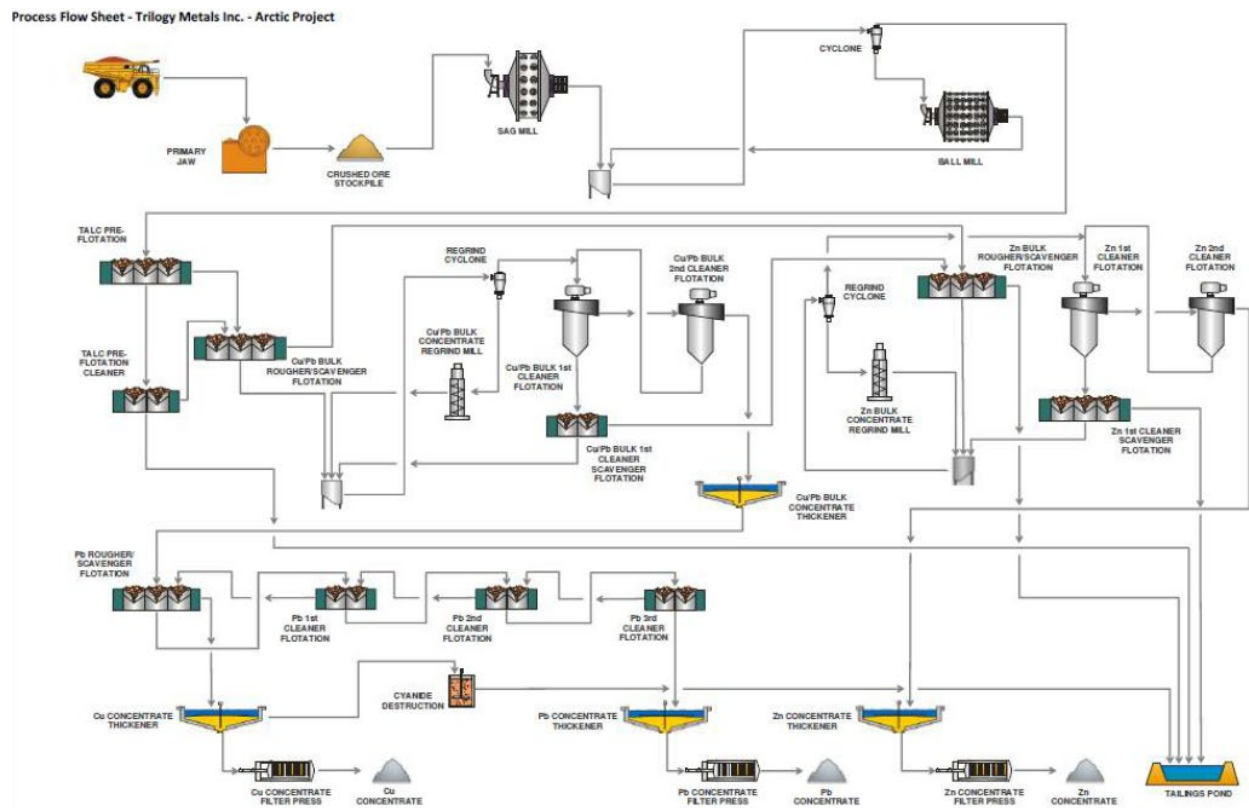 Process Flow Sheet - Trilogy Metals Inc. - Arctic Project
CYCLONE
SAG MILL
PRIMARY
JAW
CRUSHED ORE
STOCKPILE
BALL MILL
TALC PRE-
FLOTATION
REGRIND
CYCLONE
Cu/Pb BULK
2nd CLEANER
FLOTATION
Zn BULK
ROUGHER/SCAVENGER
FLOTATION
Zn 1st
CLEANER
FLOTATION
Zn 2nd
CLEANER
FLOTATION
REGRIND
CYCLONE
TALC PRE-
FLOTATION
CLEANER
Cu/Pb BULK
ROUGHER/SCAVENGER
FLOTATION
Cu/Pb BULK
CONCENTRATE
REGRIND MILL
Cu/Pb BULK 1st
CLEANER
FLOTATION
Zn BULK
CONCENTRATE
REGRIND MILL
Cu/Pb BULK 1st
CLEANER
SCAVENGER
FLOTATION
Zn 1st CLEANER
SCAVENGER
FLOTATION
Cu/Pb BULK
CONCENTRATE
THICKENER
Pb ROUGHER/
SCAVENGER
FLOTATION
Pb 1st
CLEANER
FLOTATION
Pb 2nd
CLEANER
FLOTATION
Pb 3rd
CLEANER
FLOTATION
CYANIDE
DESTRUCTION
Cu CONCENTRATE
THICKENER
Pb CONCENTRATE
THICKENER
Zn CONCENTRATE
THICKENER
Cu CONCENTRATE
FILTER PRESS
Cu
CONCENTRATE
Pb CONCENTRATE
FILTER PRESS
Pb
CONCENTRATE
Zn CONCENTRATE
FILTER PRESS
Zn
CONCENTRATE
TAILINGS POND